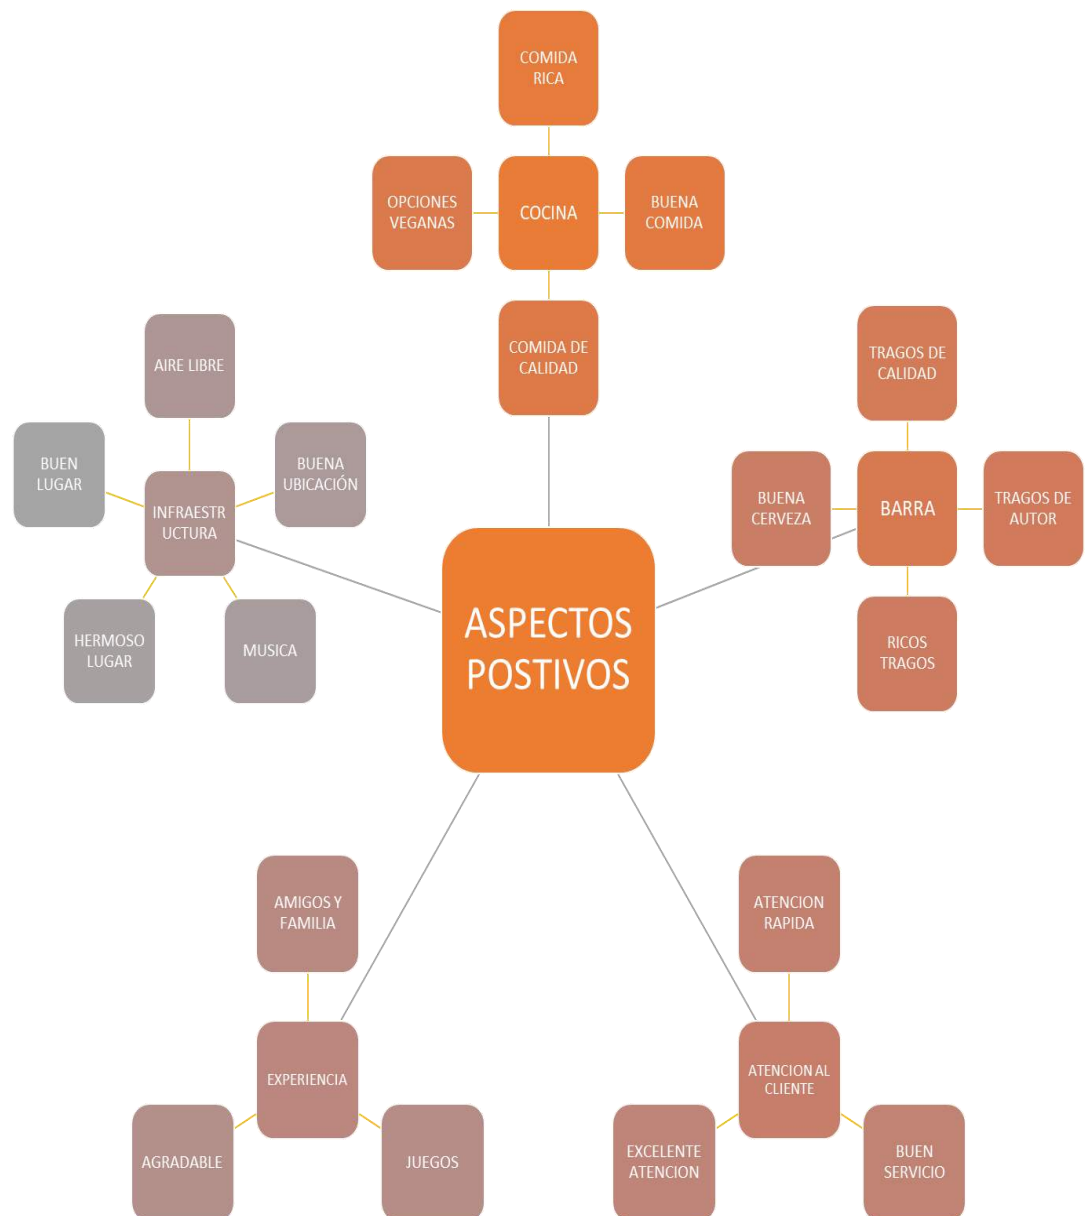 COMIDA
RICA
OPCIONES
VEGANAS
COCINA
BUENA
COMIDA
COMIDA DE
CALIDAD
AIRE LIBRE
BUEN
LUGAR
BUENA
UBICACIÓN
INFRAESTR
UCTURA
HERMOSO
LUGAR
MUSICA
TRAGOS DE
CALIDAD
BUENA
CERVEZA
BARRA
TRAGOS DE
AUTOR
RICOS
TRAGOS
ASPECTOS
POSTIVOS
AMIGOS Y
FAMILIA
EXPERIENCIA
AGRADABLE
JUEGOS
ATENCION
RAPIDA
ATENCION AL
CLIENTE
EXCELENTE
ATENCION
BUEN
SERVICIO